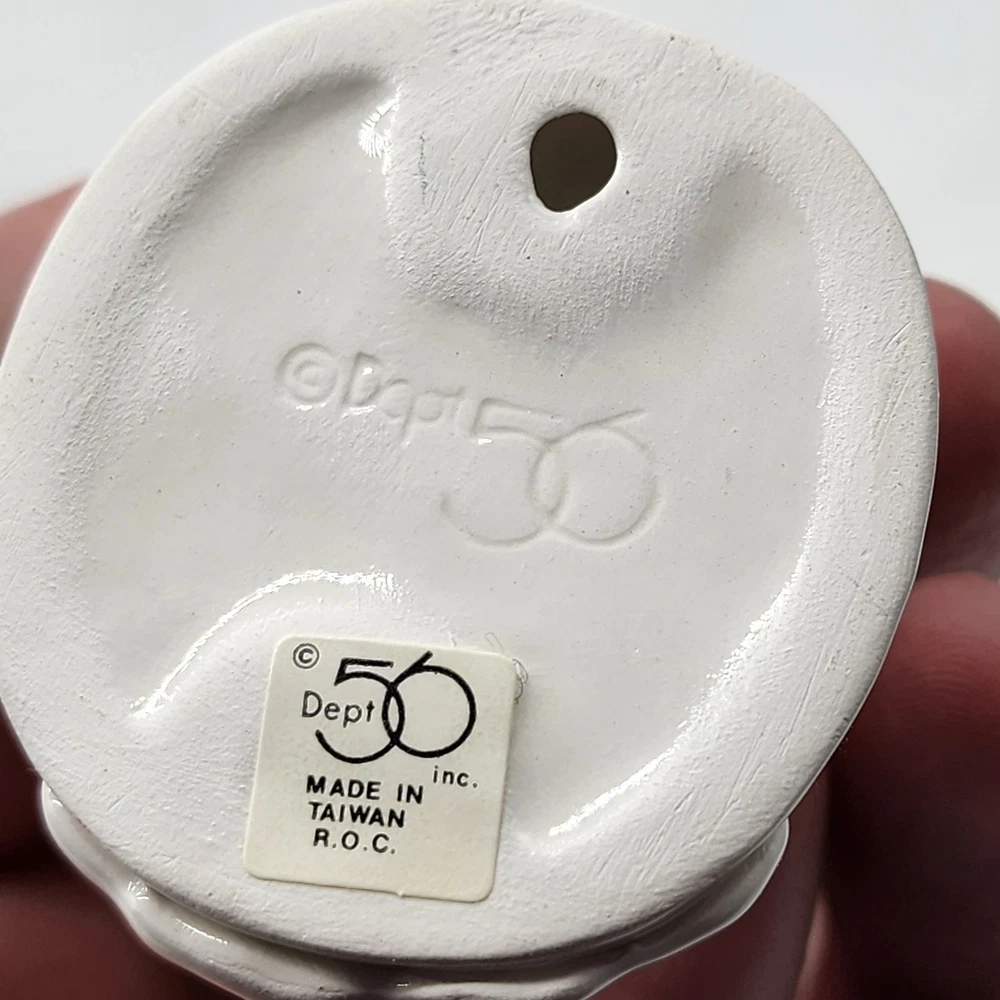 © Dept 56
© Dept 56
inc.
MADE IN
TAIWAN
R.O.C.